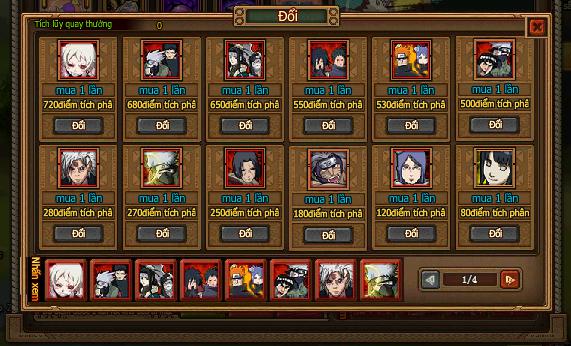 Đổi
Tích lũy quay thưởng 0
mua 1 lần mua 1 lần mua 1 lần mua 1 lần mua 1 lần mua 1 lần
720điểm tích phâ 680điểm tích phâ 650điểm tích phâ 550điểm tích phâ 530điểm tích phâ 500điểm tích phâ
Đổi Đổi Đổi Đổi Đổi Đổi
mua 1 lần mua 1 lần mua 1 lần mua 1 lần mua 1 lần mua 1 lần
280điểm tích phâ 270điểm tích phâ 250điểm tích phâ 180điểm tích phâ 120điểm tích phâ 80điểm tích phân
Đổi Đổi Đổi Đổi Đổi Đổi
Nhấn xem
1/4